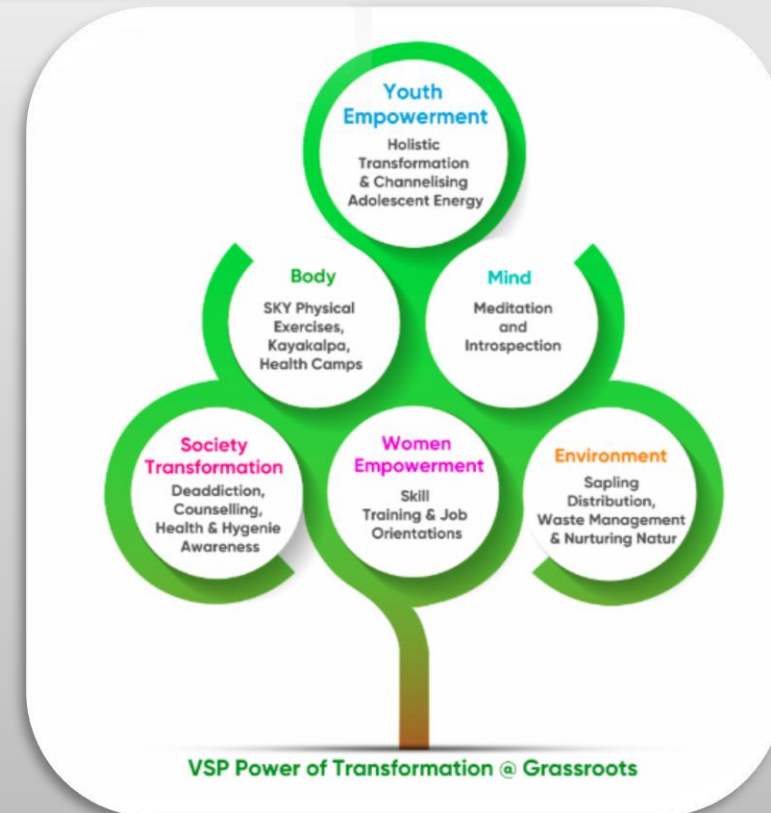 Youth
Empowerment
Holistic
Transformation
& Channelising
Adolescent Energy
Body
SKY Physical
Exercises,
Kayakalpa,
Health Camps
Mind
Meditation
and
Introspection
Society
Transformation
Deaddiction,
Counselling,
Health & Hygenie
Awareness
Women
Empowerment
Skill
Training & Job
Orientations
Environment
Sapling
Distribution,
Waste Management
& Nurturing Natur
VSP Power of Transformation @ Grassroots